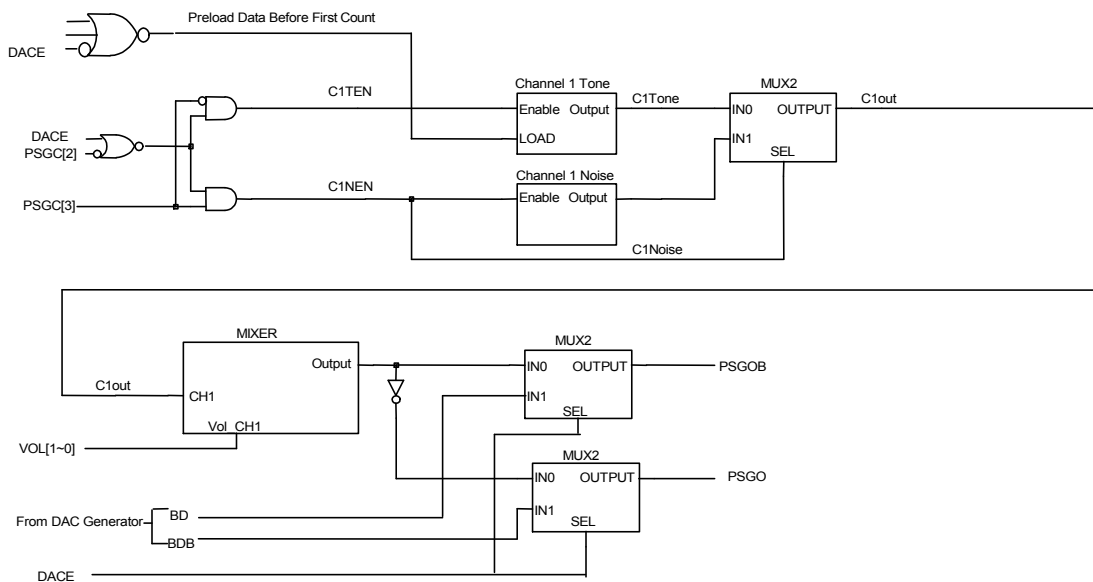 Preload Data Before First Count
DACE
Channel 1 Tone
MUX2
C1TEN
Enable Output
C1Tone
IN0 OUTPUT
C1out
DACE
LOAD
IN1
PSGC[2]
SEL
Channel 1 Noise
C1NEN
Enable Output
PSGC[3]
C1Noise
MIXER
MUX2
Output
IN0 OUTPUT
PSGOB
C1out
CH1
IN1
SEL
Vol_CH1
VOL[1~0]
MUX2
IN0 OUTPUT
PSGO
BD
IN1
From DAC Generator
SEL
BDB
DACE